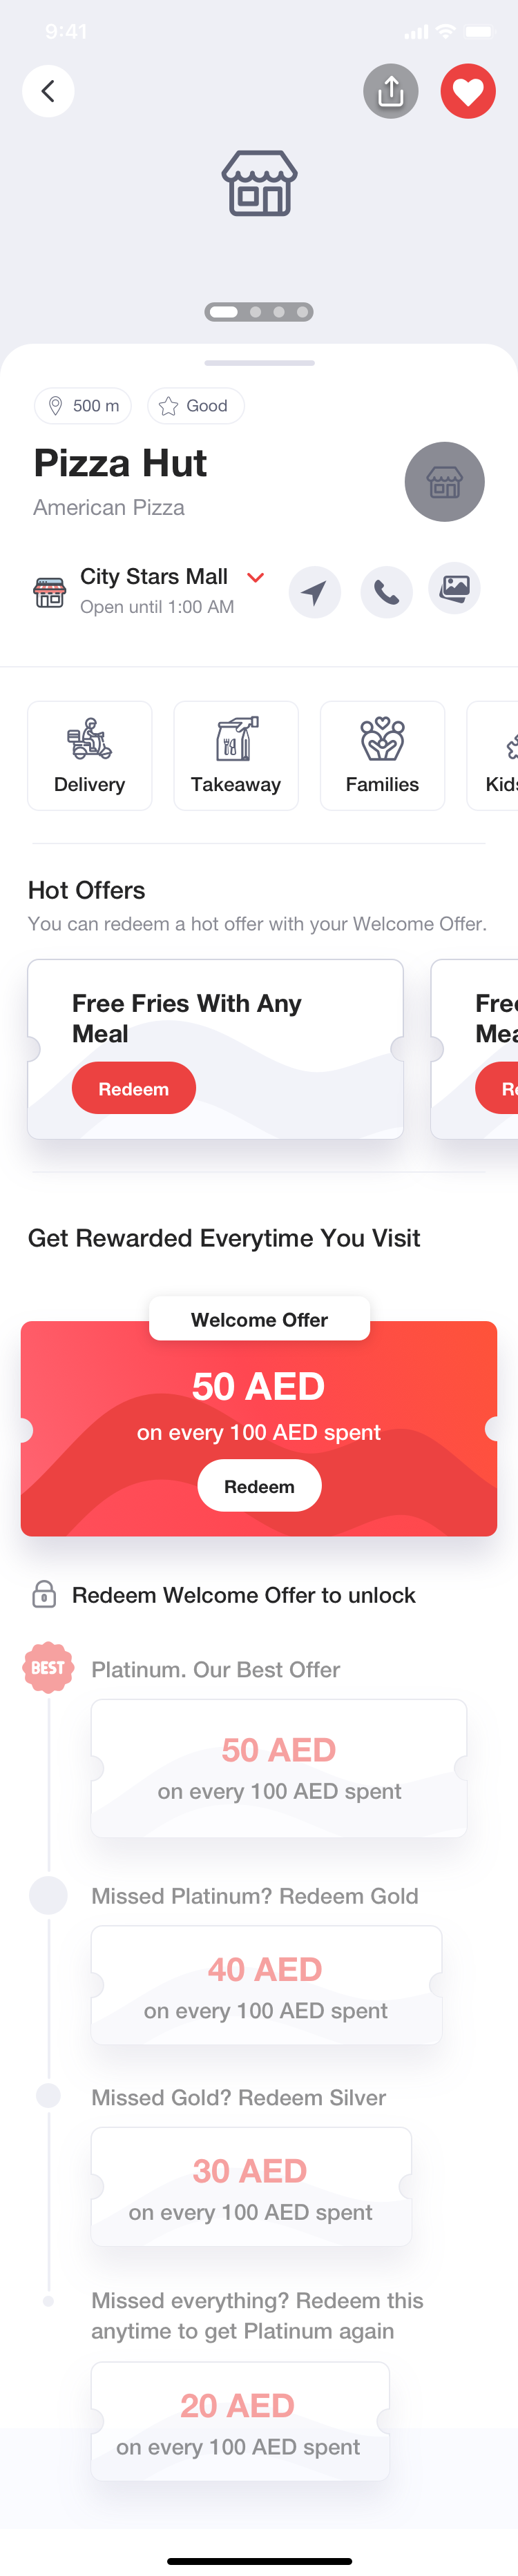 9:41
500 m
Good
Pizza Hut
American Pizza
City Stars Mall
Open until 1:00 AM
Delivery
Takeaway
Families
Kids
Hot Offers
You can redeem a hot offer with your Welcome Offer.
Free Fries With Any
Meal
Redeem
Free
Mea
Re
Get Rewarded Everytime You Visit
Welcome Offer
50 AED
on every 100 AED spent
Redeem
Redeem Welcome Offer to unlock
BEST
Platinum. Our Best Offer
50 AED
on every 100 AED spent
Missed Platinum? Redeem Gold
40 AED
on every 100 AED spent
Missed Gold? Redeem Silver
30 AED
on every 100 AED spent
Missed everything? Redeem this
anytime to get Platinum again
20 AED
on every 100 AED spent